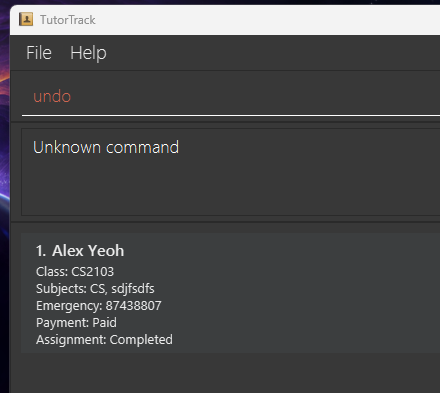 TutorTrack
File Help
undo
Unknown command
1. Alex Yeoh
Class: CS2103
Subjects: CS, sdjfsdfs
Emergency: 87438807
Payment: Paid
Assignment: Completed